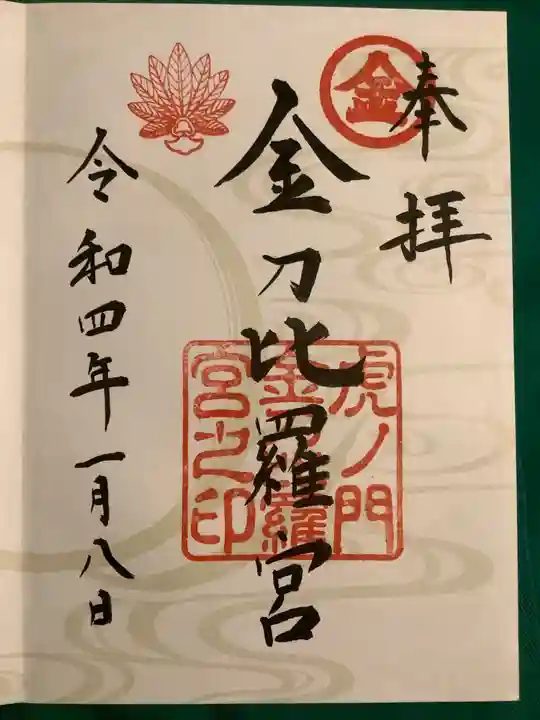 奉拝
金
金刀比羅宮
虎ノ門
金刀比羅
宮之印
令和四年一月八日